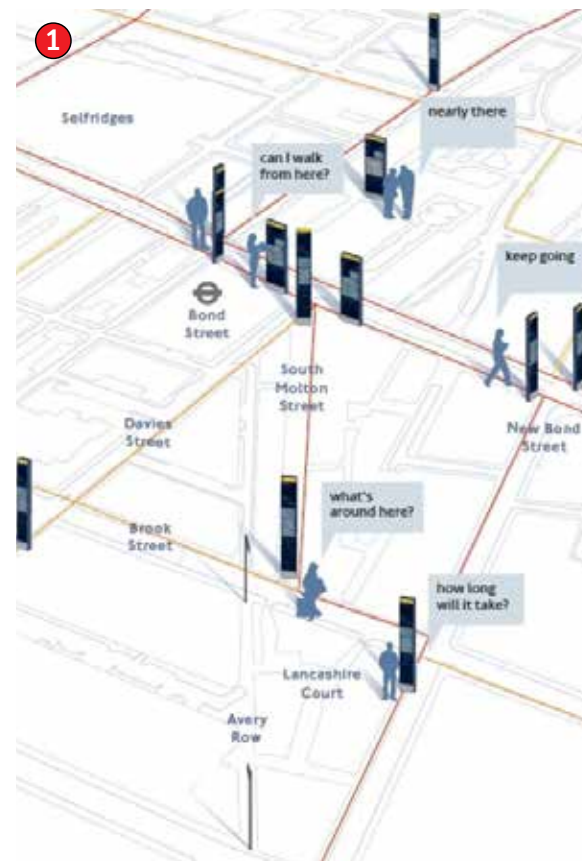 1
Selfridges
nearly there
can I walk
from here?
keep going
Bond
Street
South
Molton
Street
Davies
Street
New Bond
Street
what's
around here?
Brook
Street
how long
will it take?
Lancashire
Court
Avery
Row